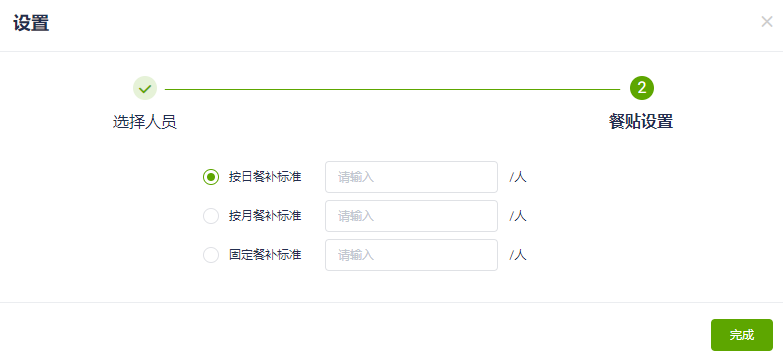 设置
2
选择人员
餐贴设置
按日餐补标准 请输入 /人
按月餐补标准 请输入 /人
固定餐补标准 请输入 /人
完成